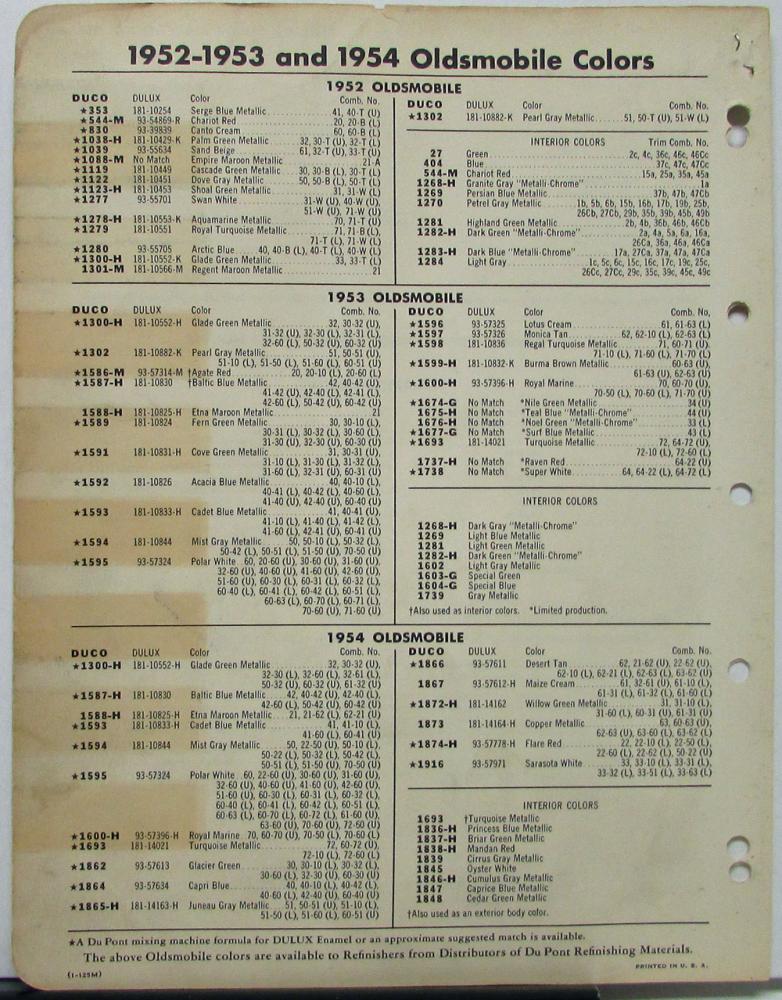 1952-1953 and 1954 Oldsmobile Colors
1952 OLDSMOBILE
DUCO DULUX Color Comb. No.
★353 181-10254 Serge Blue Metallic 41, 40-T (U)
★544-M 93-54869-R Chariot Red 20, 20-B (L)
★830 93-39839 Canto Cream 60, 60-B (L)
★1038-H 181-10429-K Palm Green Metallic 32, 30-T (U), 32-T (L)
★1039 93-55634 Sand Beige 61, 32-T (U), 33-T (U)
★1088-M No Match Empire Maroon Metallic 21-A
★1119 181-10449 Cascade Green Metallic 30, 30-B (L), 30-T (L)
★1122 181-10451 Dove Gray Metallic 50, 50-B (L), 50-T (L)
★1123-H 181-10453 Shoal Green Metallic 31, 31-W (L)
★1277 93-55701 Swan White 31-W (U), 40-W (U),
51-W (U), 71-W (U)
★1278-H 181-10553-K Aquamarine Metallic 70, 71-T (U)
★1279 181-10551 Royal Turquoise Metallic 71, 71-B (L),
71-T (L), 71-W (L)
★1280 93-55705 Arctic Blue 40, 40-B (L), 40-T (L), 40-W (L)
★1300-H 181-10552-K Glade Green Metallic 33, 33-T (L)
1301-M 181-10566-M Regent Maroon Metallic 21
DUCO DULUX Color Comb. No.
★1302 181-10882-K Pearl Gray Metallic 51, 50-T (U), 51-W (L)
INTERIOR COLORS Trim Comb. No.
27 Green 2c, 4c, 36c, 46c, 46Cc
404 Blue 37c, 47c, 47Cc
544-M Chariot Red 15a, 25a, 35a, 45a
1268-H Granite Gray "Metalli-Chrome" 1a
1269 Persian Blue Metallic 37b, 47b, 47Cb
1270 Petrel Gray Metallic 1b, 5b, 6b, 15b, 16b, 17b, 19b, 25b,
26Cb, 27Cb, 29b, 35b, 39b, 45b, 49b
1281 Highland Green Metallic 2b, 4b, 36b, 46b, 46Cb
1282-H Dark Green "Metalli-Chrome" 2a, 4a, 5a, 6a, 16a,
26Ca, 36a, 46a, 46Ca
1283-H Dark Blue "Metalli-Chrome" 17a, 27Ca, 37a, 47a, 47Ca
1284 Light Gray 1c, 5c, 6c, 15c, 16c, 17c, 19c, 25c,
26Cc, 27Cc, 29c, 35c, 39c, 45c, 49c
1953 OLDSMOBILE
DUCO DULUX Color Comb. No.
★1300-H 181-10552-H Glade Green Metallic 32, 30-32 (U),
31-32 (U), 32-30 (L), 32-31 (L),
32-60 (L), 50-32 (U), 60-32 (U)
★1302 181-10882-K Pearl Gray Metallic 51, 50-51 (U),
51-10 (L), 51-50 (L), 51-60 (L), 60-51 (U)
★1586-M 93-57314-M †Agate Red 20, 20-10 (L), 20-60 (L)
★1587-H 181-10830 †Baltic Blue Metallic 42, 40-42 (U),
41-42 (U), 42-40 (L), 42-41 (L),
42-60 (L), 50-42 (U), 60-42 (U)
1588-H 181-10825-H Etna Maroon Metallic 21
★1589 181-10824 Fern Green Metallic 30, 30-10 (L),
30-31 (L), 30-32 (L), 30-60 (L),
31-30 (U), 32-30 (U), 60-30 (U)
★1591 181-10831-H Cove Green Metallic 31, 30-31 (U),
31-10 (L), 31-30 (L), 31-32 (L),
31-60 (L), 32-31 (U), 60-31 (U)
★1592 181-10826 Acacia Blue Metallic 40, 40-10 (L),
40-41 (L), 40-42 (L), 40-60 (L),
41-40 (U), 42-40 (U), 60-40 (U)
★1593 181-10833-H Cadet Blue Metallic 41, 40-41 (U),
41-10 (L), 41-40 (L), 41-42 (L),
41-60 (L), 42-41 (U), 60-41 (U)
★1594 181-10844 Mist Gray Metallic 50, 50-10 (L), 50-32 (L),
50-42 (L), 50-51 (L), 51-50 (U), 70-50 (U)
★1595 93-57324 Polar White 60, 20-60 (U), 30-60 (U), 31-60 (U),
32-60 (U), 40-60 (U), 41-60 (U), 42-60 (U),
51-60 (U), 60-30 (L), 60-31 (L), 60-32 (L),
60-40 (L), 60-41 (L), 60-42 (L), 60-51 (L),
60-63 (L), 60-70 (L), 60-71 (L),
70-60 (U), 71-60 (U)
DUCO DULUX Color Comb. No,
★1596 93-57325 Lotus Cream 61, 61-63 (L)
★1597 93-57326 Monica Tan 62, 62-10 (L), 62-63 (L)
★1598 181-10836 Regal Turquoise Metallic 71, 60-71 (U),
71-10 (L), 71-60 (L), 71-70 (L)
★1599-H 181-10832-K Burma Brown Metallic 60-63 (U),
61-63 (U), 62-63 (U)
★1600-H 93-57396-H Royal Marine 70, 60-70 (U),
70-50 (L), 70-60 (L), 71-70 (U)
★1674-G No Match *Nile Green Metallic 34 (U)
1675-H No Match *Teal Blue "Metalli-Chrome" 44 (U)
1676-H No Match *Noel Green "Metalli-Chrome" 33 (L)
★1677-G No Match *Surf Blue Metallic 43 (L)
★1693 181-14021 Turquoise Metallic 72, 64-72 (U),
72-10 (L), 72-60 (L)
1737-H No Match *Raven Red 64-22 (U)
★1738 No Match *Super White 64, 64-22 (L), 64-72 (L)
INTERIOR COLORS
1268-H Dark Gray "Metalli-Chrome"
1269 Light Blue Metallic
1281 Light Green Metallic
1282-H Dark Green "Metalli-Chrome"
1602 Light Gray Metallic
1603-G Special Green
1604-G Special Blue
1739 Gray Metallic
†Also used as interior colors. *Limited production.
1954 OLDSMOBILE
DUCO DULUX Color Comb. No.
★1300-H 181-10552-H Glade Green Metallic 32, 30-32 (U),
32-30 (L), 32-60 (L), 32-61 (L),
50-32 (U), 60-32 (U), 61-32 (U)
★1587-H 181-10830 Baltic Blue Metallic 42, 40-42 (U), 42-40 (L),
42-60 (L), 50-42 (U), 60-42 (U)
1588-H 181-10825-H Etna Maroon Metallic 21, 21-62 (L), 62-21 (U)
★1593 181-10833-H Cadet Blue Metallic 41, 41-10 (L),
41-60 (L), 60-41 (U)
★1594 181-10844 Mist Gray Metallic 50, 22-50 (U), 50-10 (L),
50-22 (L), 50-32 (L), 50-42 (L),
50-51 (L), 51-50 (U), 70-50 (U)
★1595 93-57324 Polar White 60, 22-60 (U), 30-60 (U), 31-60 (U),
32-60 (U), 40-60 (U), 41-60 (U), 42-60 (U),
51-60 (U), 60-30 (L), 60-31 (L), 60-32 (L),
60-40 (L), 60-41 (L), 60-42 (L), 60-51 (L),
60-63 (L), 60-70 (L), 60-72 (L), 61-60 (U),
63-60 (U), 70-60 (U), 72-60 (U)
★1600-H 93-57396-H Royal Marine 70, 60-70 (U), 70-50 (L), 70-60 (L)
★1693 181-14021 Turquoise Metallic 72, 60-72 (U),
72-10 (L), 72-60 (L)
★1862 93-57613 Glacier Green 30, 30-10 (L), 30-32 (L),
30-60 (L), 32-30 (U), 60-30 (U)
★1864 93-57634 Capri Blue 40, 40-10 (L), 40-42 (L),
40-60 (L), 42-40 (U), 60-40 (U)
★1865-H 181-14163-H Juneau Gray Metallic 51, 50-51 (U), 51-10 (L),
51-50 (L), 51-60 (L), 60-51 (U)
DUCO DULUX Color Comb. No.
★1866 93-57611 Desert Tan 62, 21-62 (U), 22-62 (U),
62-10 (L), 62-21 (L), 62-63 (L), 63-62 (U)
1867 93-57612-H Maize Cream 61, 32-61 (U), 61-10 (L),
61-31 (L), 61-32 (L), 61-60 (L)
★1872-H 181-14162 Willow Green Metallic 31, 31-10 (L),
31-60 (L), 60-31 (U), 61-31 (U)
1873 181-14164-H Copper Metallic 63, 60-63 (U),
62-63 (U), 63-60 (L), 63-62 (L)
★1874-H 93-57778-H Flare Red 22, 22-10 (L), 22-50 (L),
22-60 (L), 22-62 (L), 50-22 (U)
★1916 93-57971 Sarasota White 33, 33-10 (L), 33-31 (L),
33-32 (L), 33-51 (L), 33-63 (L)
INTERIOR COLORS
1693 †Turquoise Metallic
1836-H Princess Blue Metallic
1837-H Briar Green Metallic
1838-H Mandan Red
1839 Cirrus Gray Metallic
1845 Oyster White
1846-H Cumulus Gray Metallic
1847 Caprice Blue Metallic
1848 Cedar Green Metallic
†Also used as an exterior body color.
★A Du Pont mixing machine formula for DULUX Enamel or an approximate suggested match is available.
The above Oldsmobile colors are available to Refinishers from Distributors of Du Pont Refinishing Materials.
(1-125M)
PRINTED IN U. S. A.